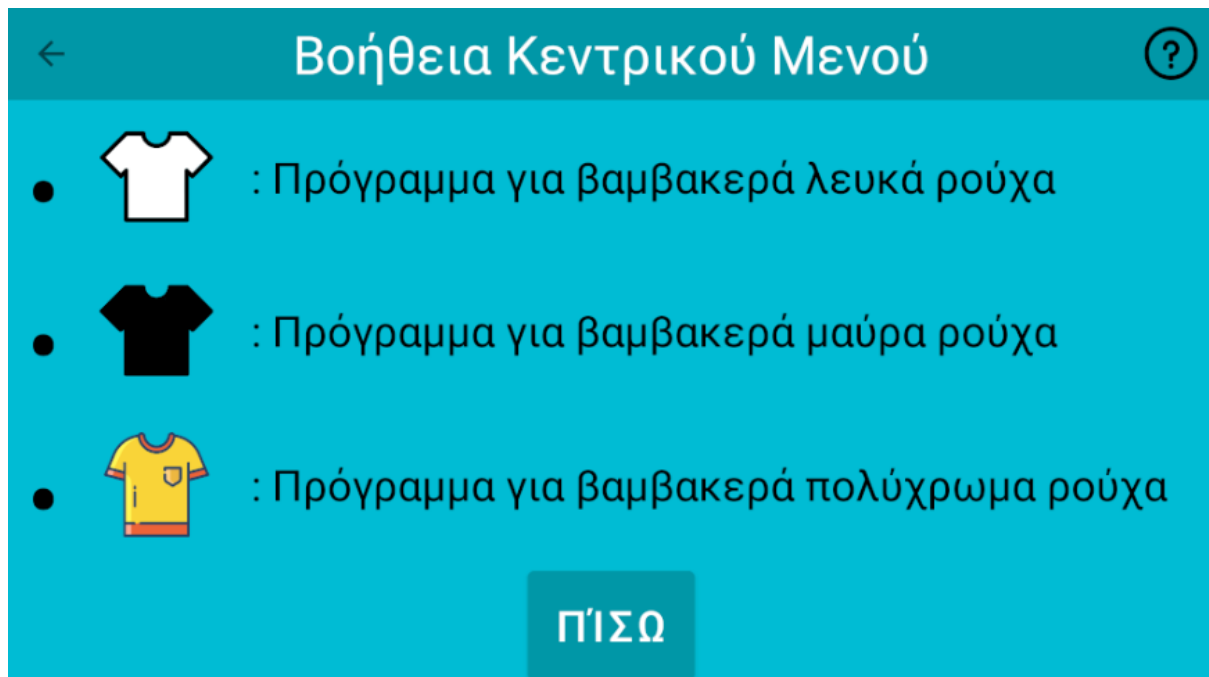 Βοήθεια Κεντρικού Μενού
: Πρόγραμμα για βαμβακερά λευκά ρούχα
: Πρόγραμμα για βαμβακερά μαύρα ρούχα
: Πρόγραμμα για βαμβακερά πολύχρωμα ρούχα
ΠΊΣΩ